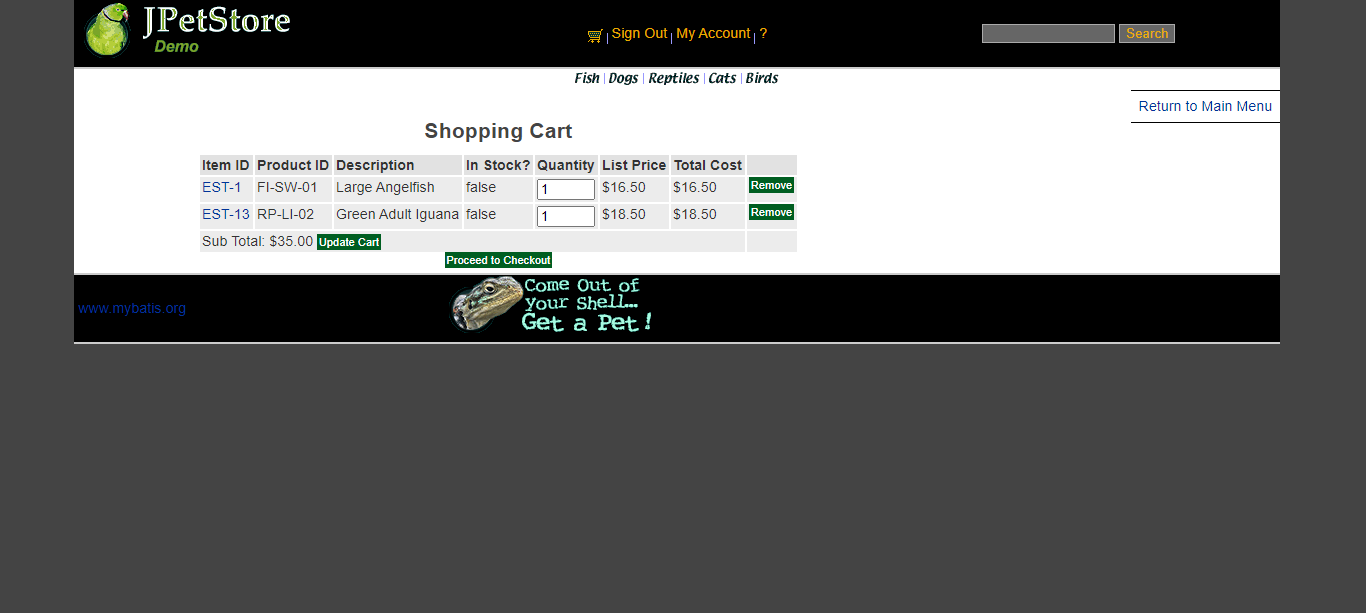 JPetStore
Demo
Sign Out | My Account | ?
Search
Fish | Dogs | Reptiles | Cats | Birds
Return to Main Menu
Shopping Cart
Item ID Product ID Description In Stock? Quantity List Price Total Cost
EST-1 FI-SW-01 Large Angelfish false 1 $16.50 $16.50 Remove
EST-13 RP-LI-02 Green Adult Iguana false 1 $18.50 $18.50 Remove
Sub Total: $35.00 Update Cart
Proceed to Checkout
www.mybatis.org
Come Out of
your Shell...
Get a Pet!